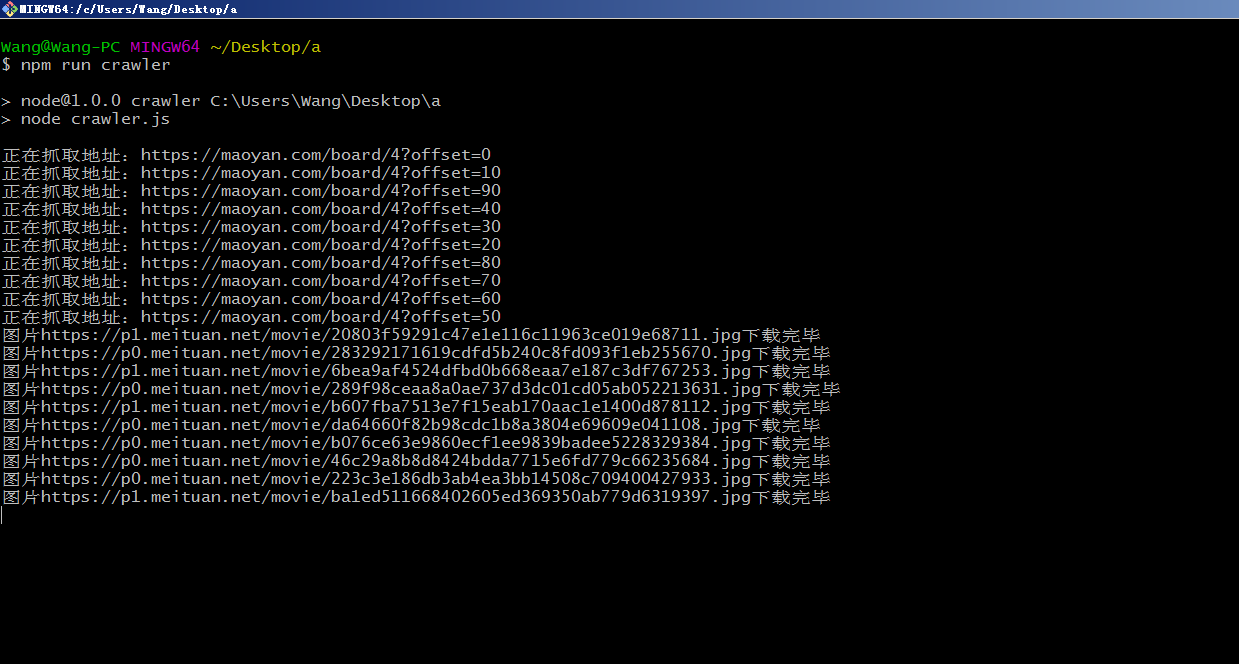 MINGW64:/c/Users/Wang/Desktop/a
Wang@Wang-PC MINGW64 ~/Desktop/a
$ npm run crawler
> node@1.0.0 crawler C:\Users\Wang\Desktop\a
> node crawler.js
正在抓取地址：https://maoyan.com/board/4?offset=0
正在抓取地址：https://maoyan.com/board/4?offset=10
正在抓取地址：https://maoyan.com/board/4?offset=90
正在抓取地址：https://maoyan.com/board/4?offset=40
正在抓取地址：https://maoyan.com/board/4?offset=30
正在抓取地址：https://maoyan.com/board/4?offset=20
正在抓取地址：https://maoyan.com/board/4?offset=80
正在抓取地址：https://maoyan.com/board/4?offset=70
正在抓取地址：https://maoyan.com/board/4?offset=60
正在抓取地址：https://maoyan.com/board/4?offset=50
图片https://p1.meituan.net/movie/20803f59291c47e1e116c11963ce019e68711.jpg下载完毕
图片https://p0.meituan.net/movie/283292171619cdfd5b240c8fd093f1eb255670.jpg下载完毕
图片https://p1.meituan.net/movie/6bea9af4524dfbd0b668eaa7e187c3df767253.jpg下载完毕
图片https://p0.meituan.net/movie/289f98ceaa8a0ae737d3dc01cd05ab052213631.jpg下载完毕
图片https://p1.meituan.net/movie/b607fba7513e7f15eab170aac1e1400d878112.jpg下载完毕
图片https://p0.meituan.net/movie/da64660f82b98cdc1b8a3804e69609e041108.jpg下载完毕
图片https://p0.meituan.net/movie/b076ce63e9860ecf1ee9839badee5228329384.jpg下载完毕
图片https://p0.meituan.net/movie/46c29a8b8d8424bdda7715e6fd779c66235684.jpg下载完毕
图片https://p0.meituan.net/movie/223c3e186db3ab4ea3bb14508c709400427933.jpg下载完毕
图片https://p1.meituan.net/movie/ba1ed511668402605ed369350ab779d6319397.jpg下载完毕